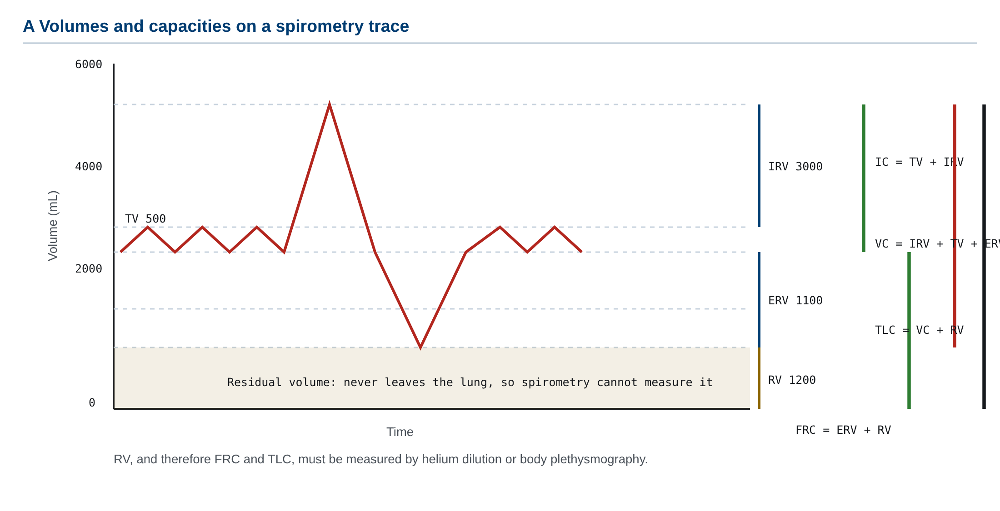 A Volumes and capacities on a spirometry trace
6000
4000
2000
0
Volume (mL)
TV 500
IRV 3000
ERV 1100
RV 1200
IC = TV + IRV
VC = IRV + TV + ERV
TLC = VC + RV
FRC = ERV + RV
Residual volume: never leaves the lung, so spirometry cannot measure it
Time
RV, and therefore FRC and TLC, must be measured by helium dilution or body plethysmography.